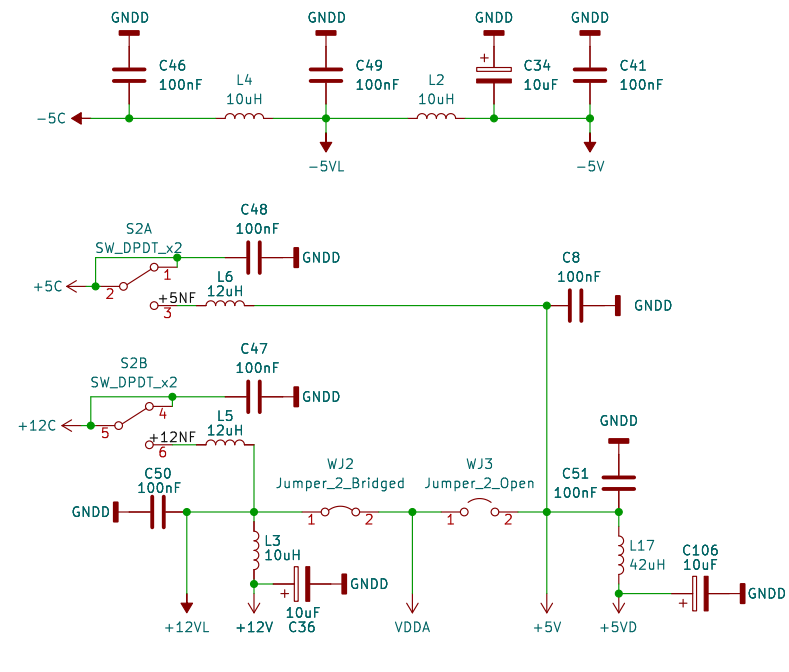 GNDD GNDD GNDD GNDD
C46 100nF
L4 10uH
C49 100nF
L2 10uH
+
C34 10uF
C41 100nF
-5C
-5VL
-5V
S2A
SW_DPDT_x2
C48
100nF
GNDD
+5C
2
1
+5NF
3
L6
12uH
C8
100nF
GNDD
S2B
SW_DPDT_x2
C47
100nF
GNDD
+12C
5
4
+12NF
6
L5
12uH
GNDD
C50
100nF
GNDD
WJ2
Jumper_2_Bridged
1 2
WJ3
Jumper_2_Open
1 2
C51
100nF
L3
10uH
GNDD
+
10uF
C36
L17
42uH
C106
10uF
+
GNDD
+12VL
+12V
VDDA
+5V
+5VD